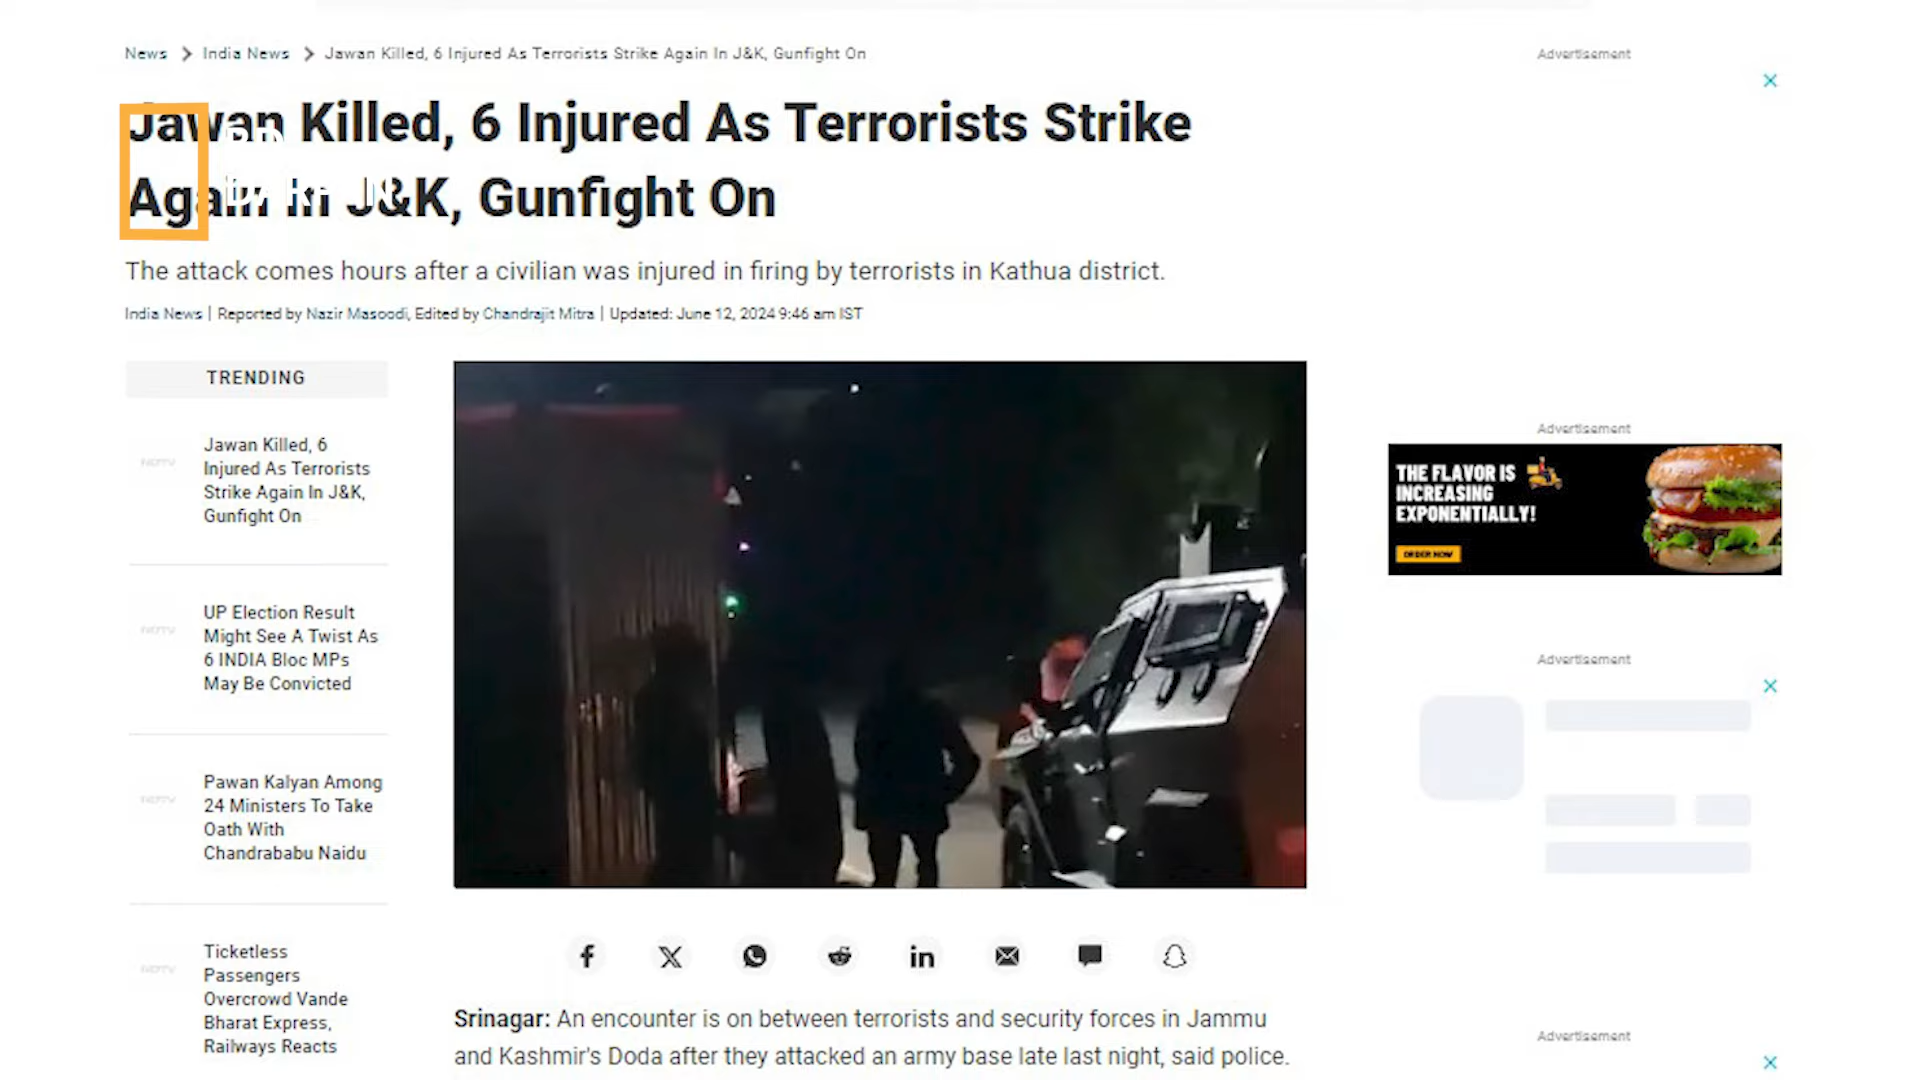 News > India News > Jawan Killed, 6 Injured As Terrorists Strike Again In J&K, Gunfight On
Jawan Killed, 6 Injured As Terrorists Strike
Again In J&K, Gunfight On
The attack comes hours after a civilian was injured in firing by terrorists in Kathua district.
India News | Reported by Nazir Masoodi, Edited by Chandrajit Mitra | Updated: June 12, 2024 9:46 am IST
TRENDING
NDTV
Jawan Killed, 6
Injured As Terrorists
Strike Again In J&K,
Gunfight On
NDTV
UP Election Result
Might See A Twist As
6 INDIA Bloc MPs
May Be Convicted
NDTV
Pawan Kalyan Among
24 Ministers To Take
Oath With
Chandrababu Naidu
NDTV
Ticketless
Passengers
Overcrowd Vande
Bharat Express,
Railways Reacts
Srinagar: An encounter is on between terrorists and security forces in Jammu
and Kashmir's Doda after they attacked an army base late last night, said police.
Advertisement
Advertisement
THE FLAVOR IS
INCREASING
EXPONENTIALLY!
ORDER NOW
Advertisement
Advertisement